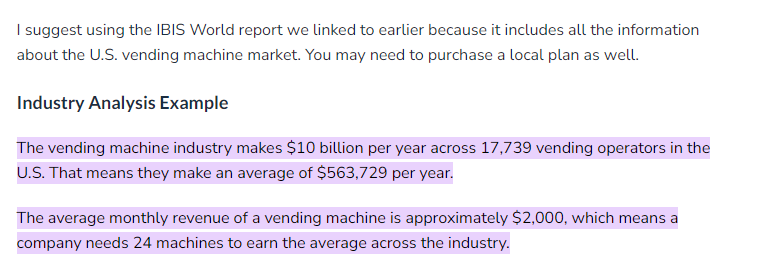 I suggest using the IBIS World report we linked to earlier because it includes all the information
about the U.S. vending machine market. You may need to purchase a local plan as well.
Industry Analysis Example
The vending machine industry makes $10 billion per year across 17,739 vending operators in the
U.S. That means they make an average of $563,729 per year.
The average monthly revenue of a vending machine is approximately $2,000, which means a
company needs 24 machines to earn the average across the industry.